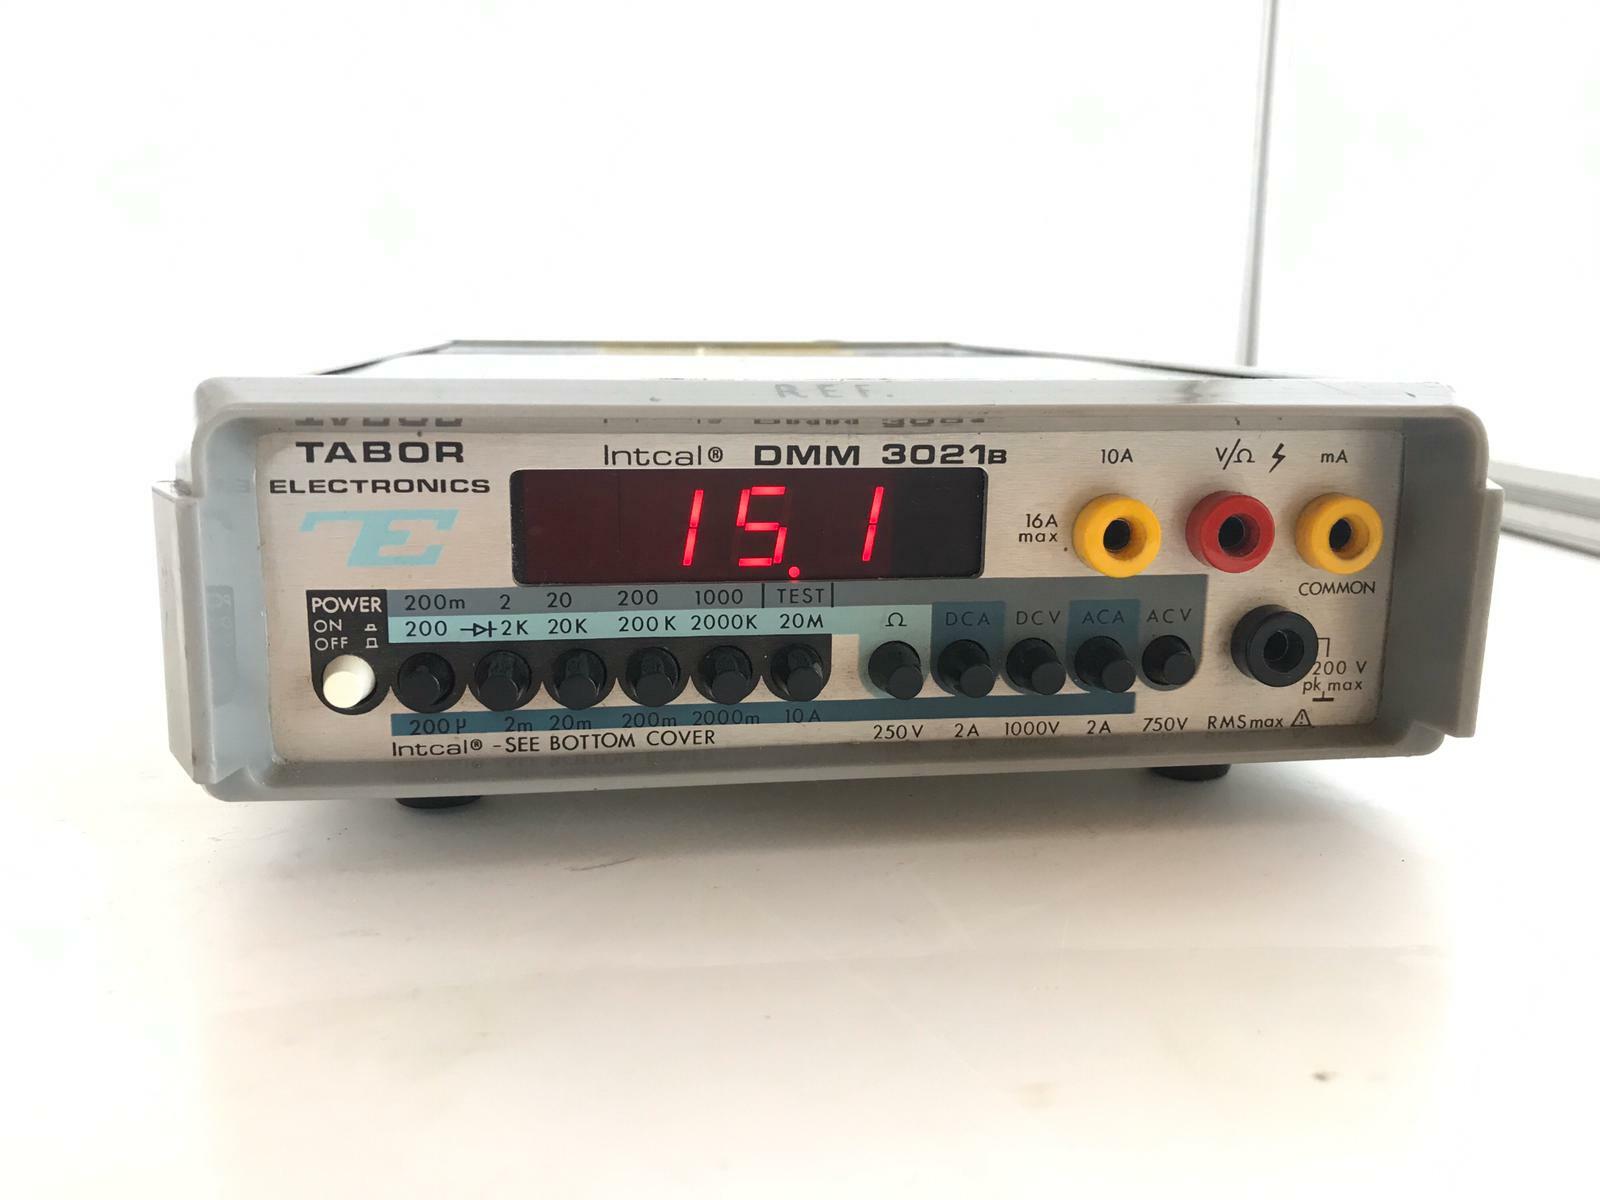 REF.
TABOR
ELECTRONICS
TE
Intcal® DMM 3021B
15.1
10A V/Ω mA
16A
max
COMMON
POWER
ON
OFF
200m 2 20 200 1000 TEST
200 2K 20K 200K 2000K 20M
Ω DCA DCV ACA ACV
200 V
pk max
200µ 2m 20m 200m 2000m 10A
250V 2A 1000V 2A 750V RMS max
Intcal® - SEE BOTTOM COVER